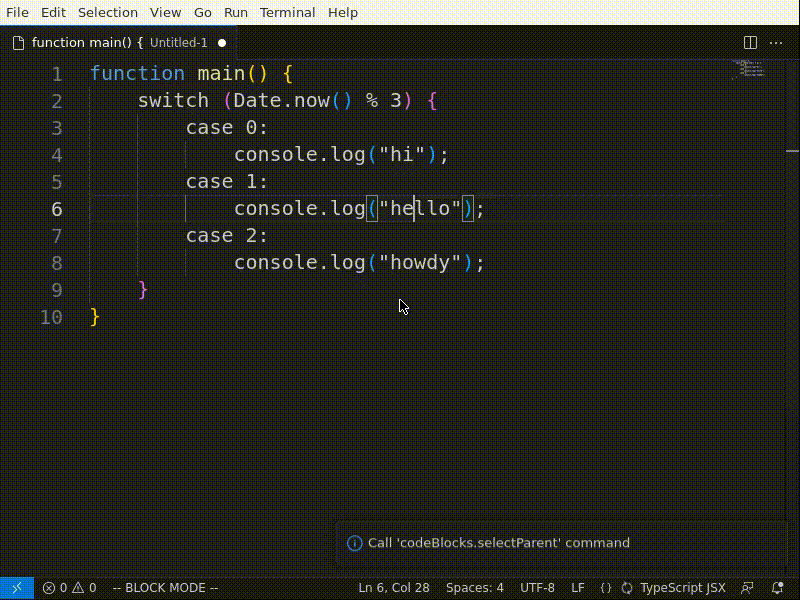 File Edit Selection View Go Run Terminal Help
function main() { Untitled-1
1 function main() {
2 switch (Date.now() % 3) {
3 case 0:
4 console.log("hi");
5 case 1:
6 console.log("hello");
7 case 2:
8 console.log("howdy");
9 }
10 }
Call 'codeBlocks.selectParent' command
0 0 -- BLOCK MODE -- Ln 6, Col 28 Spaces: 4 UTF-8 LF {} TypeScript JSX